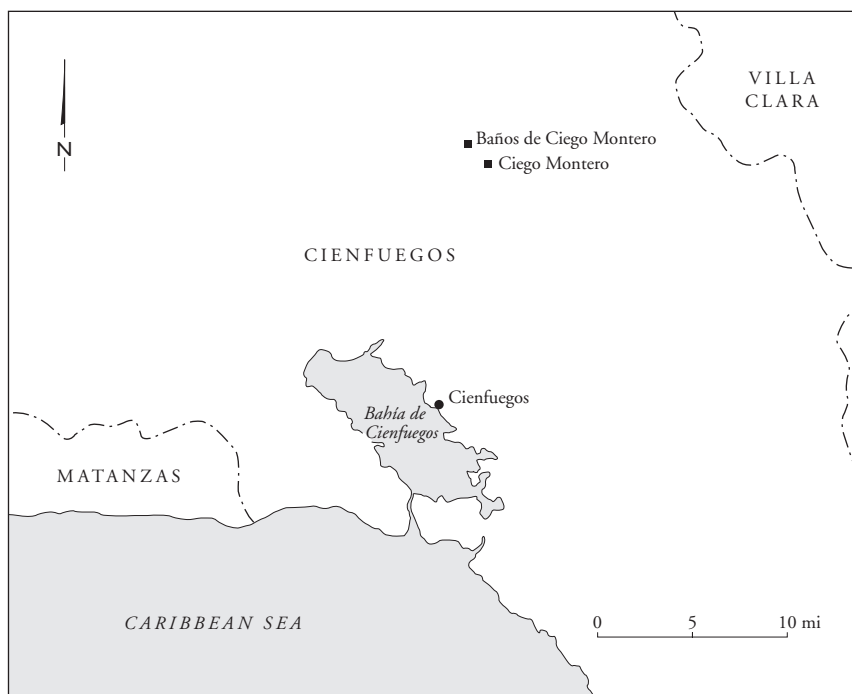 VILLA
CLARA
N
Baños de Ciego Montero
Ciego Montero
CIENFUEGOS
Cienfuegos
Bahía de
Cienfuegos
MATANZAS
CARIBBEAN SEA
0 5 10 mi